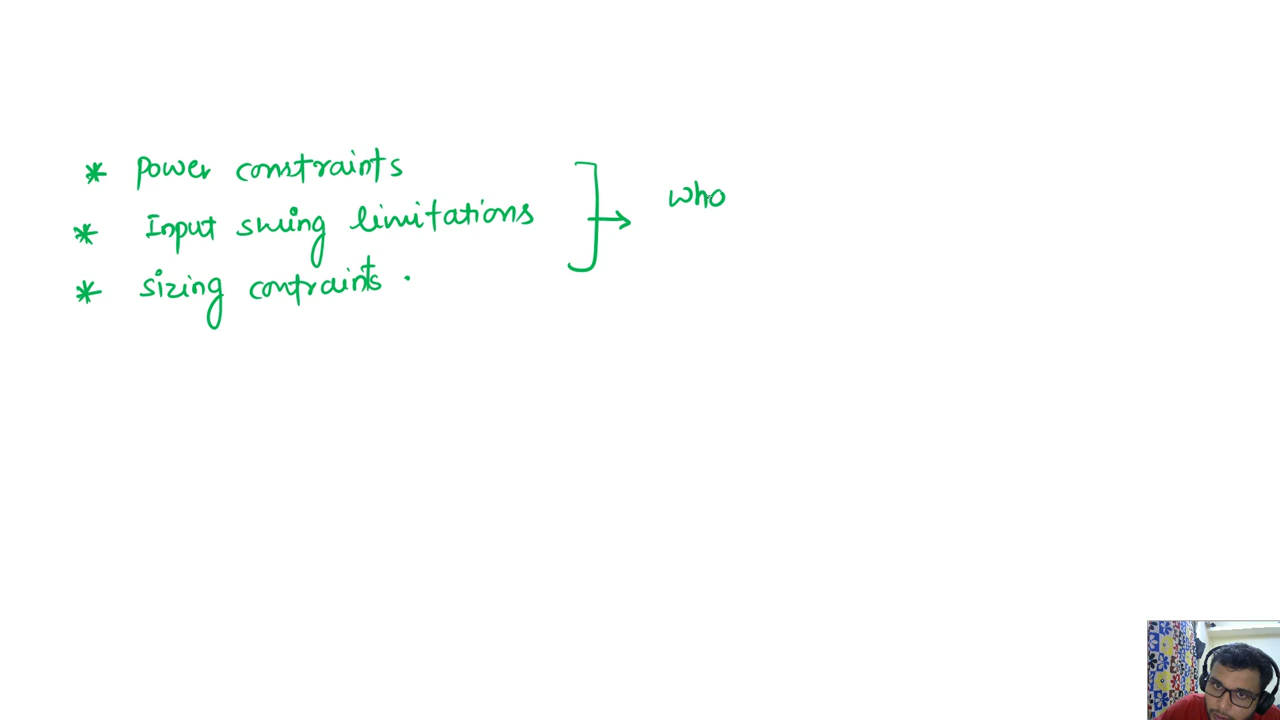 * Power constraints
* Input swing limitations
* sizing contraints .
who